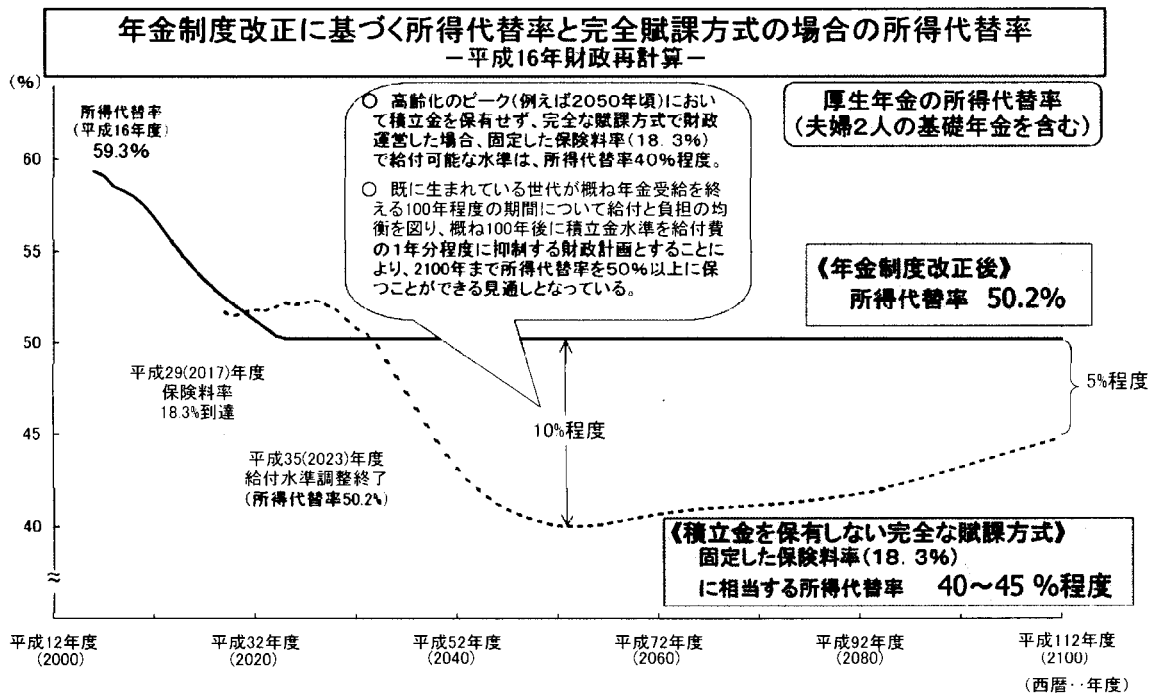 年金制度改正に基づく所得代替率と完全賦課方式の場合の所得代替率
－平成16年財政再計算－
(%)
厚生年金の所得代替率
(夫婦2人の基礎年金を含む)
所得代替率
(平成16年度)
59.3%
○ 高齢化のピーク(例えば2050年頃)におい
て積立金を保有せず、完全な賦課方式で財政
運営した場合、固定した保険料率(18.3%)
で給付可能な水準は、所得代替率40%程度。
○ 既に生まれている世代が概ね年金受給を終
える100年程度の期間について給付と負担の均
衡を図り、概ね100年後に積立金水準を給付費
の1年分程度に抑制する財政計画とすることに
より、2100年まで所得代替率を50%以上に保
つことができる見通しとなっている。
60
55
50
45
40
《年金制度改正後》
所得代替率 50.2%
平成29(2017)年度
保険料率
18.3%到達
平成35(2023)年度
給付水準調整終了
(所得代替率50.2%)
10%程度
5%程度
《積立金を保有しない完全な賦課方式》
固定した保険料率(18.3%)
に相当する所得代替率 40～45%程度
平成12年度
(2000)
平成32年度
(2020)
平成52年度
(2040)
平成72年度
(2060)
平成92年度
(2080)
平成112年度
(2100)
(西暦‥年度)